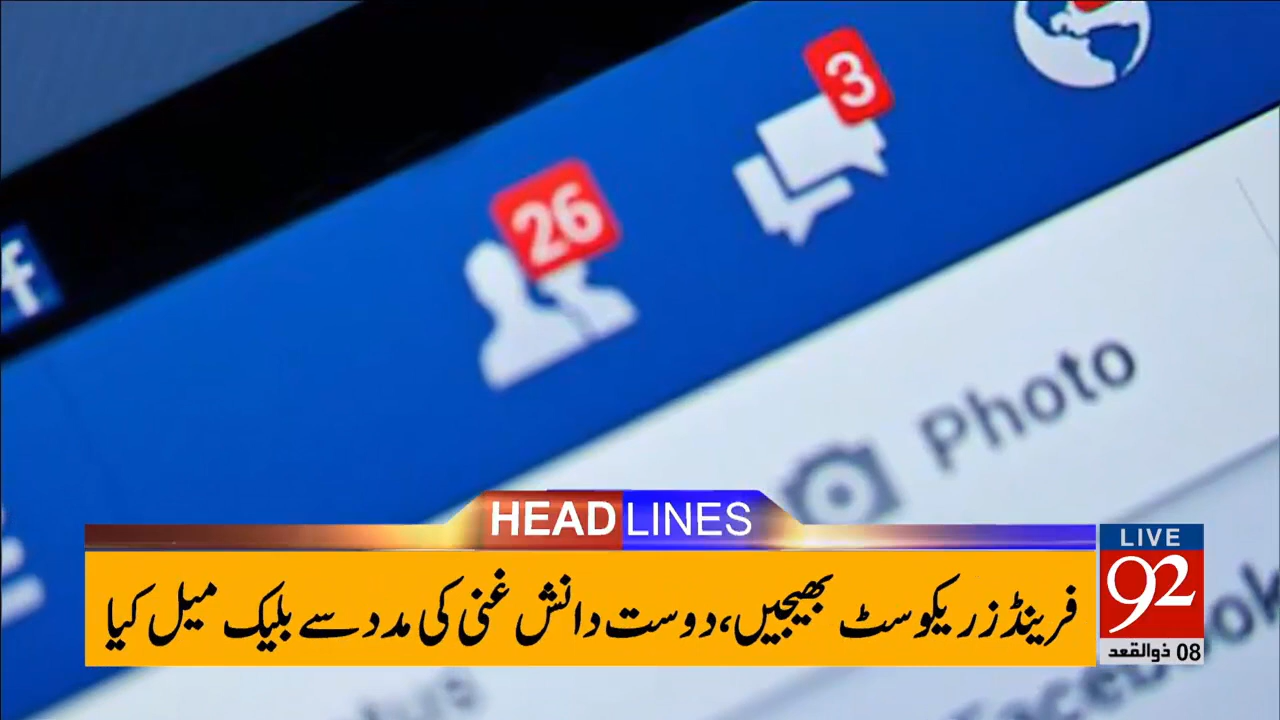 3
26
f
Photo
HEADLINES
LIVE
92
فرینڈز ریکوسٹ بھیجیں، دوست دانش غنی کی مدد سے بلیک میل کیا
08 ذوالقعد